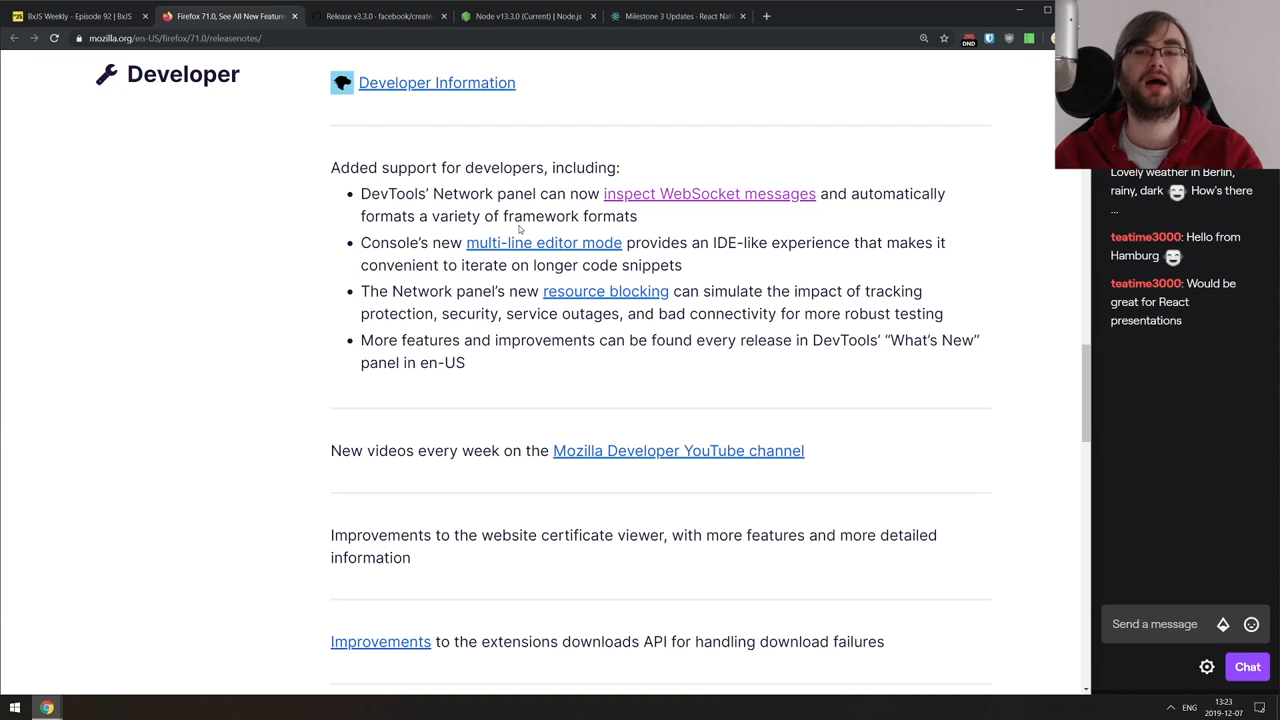 BxJS Weekly - Episode 92 | BxJS
Firefox 71.0, See All New Feature
Release v3.3.0 · facebook/create
Node v13.3.0 (Current) | Node.js
Milestone 3 Updates · React Nat
mozilla.org/en-US/firefox/71.0/releasenotes/
DND
Developer
Developer Information
Added support for developers, including:
• DevTools’ Network panel can now inspect WebSocket messages and automatically
formats a variety of framework formats
• Console’s new multi-line editor mode provides an IDE-like experience that makes it
convenient to iterate on longer code snippets
• The Network panel’s new resource blocking can simulate the impact of tracking
protection, security, service outages, and bad connectivity for more robust testing
• More features and improvements can be found every release in DevTools’ “What’s New”
panel in en-US
New videos every week on the Mozilla Developer YouTube channel
Improvements to the website certificate viewer, with more features and more detailed
information
Improvements to the extensions downloads API for handling download failures
Lovely weather in Berlin,
rainy, dark How's there
...
teatime3000: Hello from
Hamburg
teatime3000: Would be
great for React
presentations
Send a message
Chat
ENG
13:23
2019-12-07